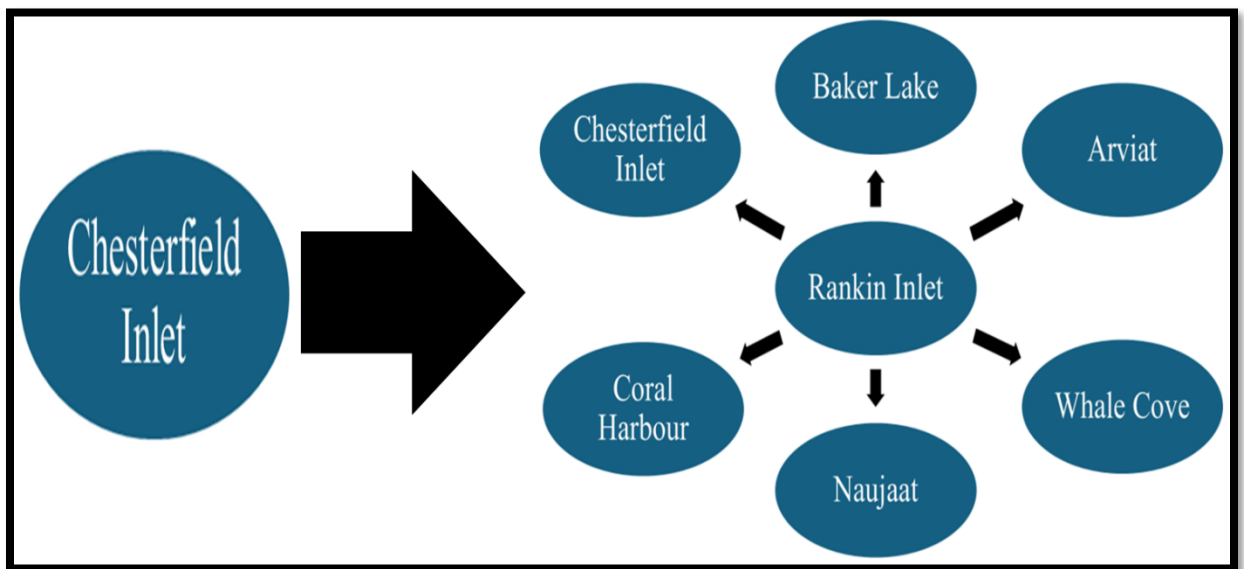 Chesterfield
Inlet
Baker Lake
Chesterfield
Inlet
Arviat
Rankin Inlet
Coral
Harbour
Whale Cove
Naujaat